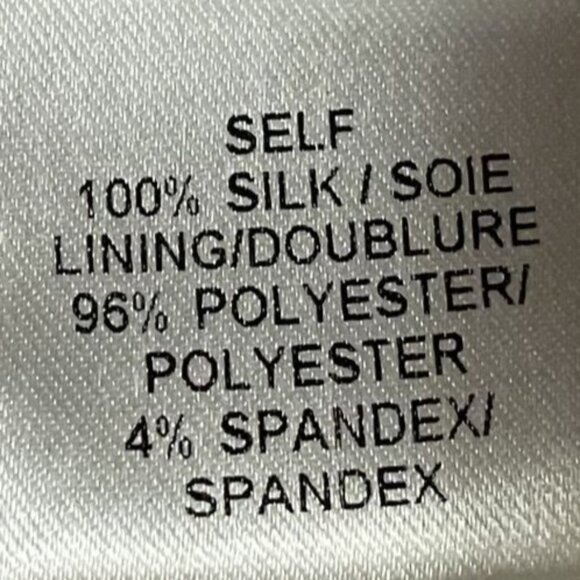 SELF
100% SILK / SOIE
LINING/DOUBLURE
96% POLYESTER/
POLYESTER
4% SPANDEX/
SPANDEX